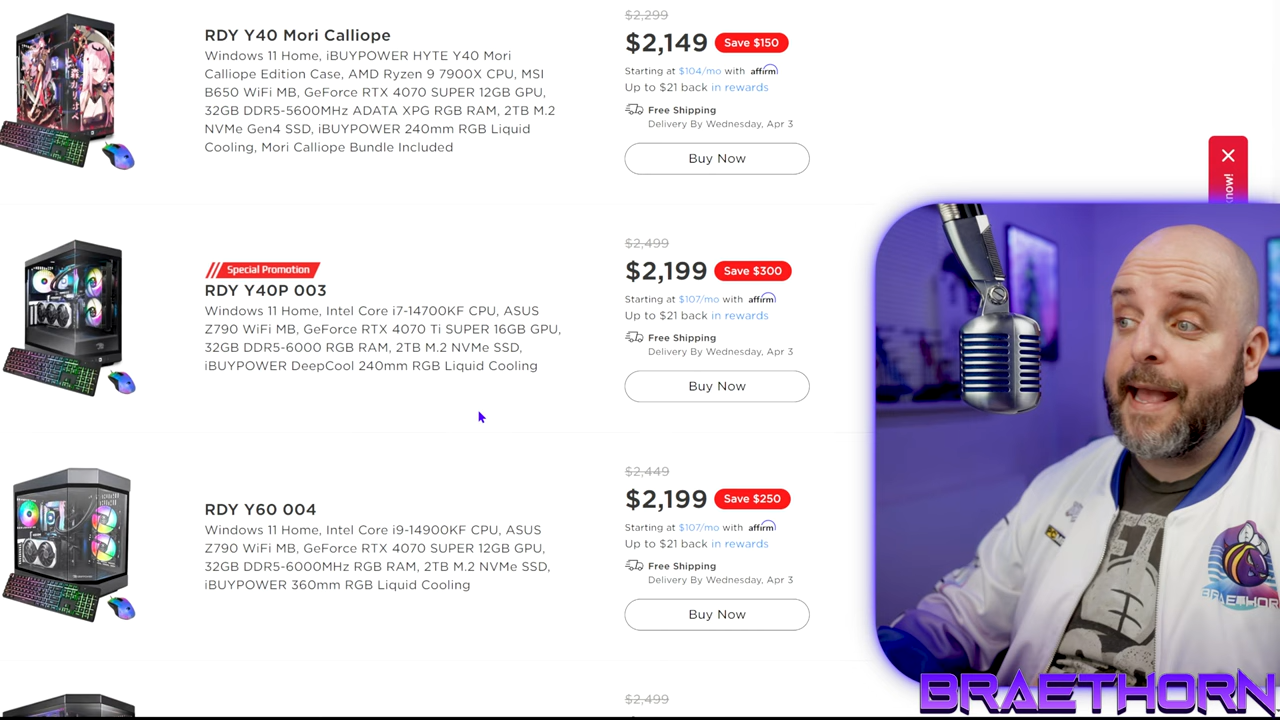 $2,299
RDY Y40 Mori Calliope
$2,149 Save $150
Windows 11 Home, iBUYPOWER HYTE Y40 Mori
Calliope Edition Case, AMD Ryzen 9 7900X CPU, MSI
B650 WiFi MB, GeForce RTX 4070 SUPER 12GB GPU,
32GB DDR5-5600MHz ADATA XPG RGB RAM, 2TB M.2
NVMe Gen4 SSD, iBUYPOWER 240mm RGB Liquid
Cooling, Mori Calliope Bundle Included
Starting at $104/mo with affirm
Up to $21 back in rewards
Free Shipping
Delivery By Wednesday, Apr 3
Buy Now
know!
$2,499
Special Promotion
RDY Y40P 003
$2,199 Save $300
Windows 11 Home, Intel Core i7-14700KF CPU, ASUS
Z790 WiFi MB, GeForce RTX 4070 Ti SUPER 16GB GPU,
32GB DDR5-6000 RGB RAM, 2TB M.2 NVMe SSD,
iBUYPOWER DeepCool 240mm RGB Liquid Cooling
Starting at $107/mo with affirm
Up to $21 back in rewards
Free Shipping
Delivery By Wednesday, Apr 3
Buy Now
$2,449
RDY Y60 004
$2,199 Save $250
Windows 11 Home, Intel Core i9-14900KF CPU, ASUS
Z790 WiFi MB, GeForce RTX 4070 SUPER 12GB GPU,
32GB DDR5-6000MHz RGB RAM, 2TB M.2 NVMe SSD,
iBUYPOWER 360mm RGB Liquid Cooling
Starting at $107/mo with affirm
Up to $21 back in rewards
Free Shipping
Delivery By Wednesday, Apr 3
Buy Now
$2,499
BRAETHORN
BRAETHORN